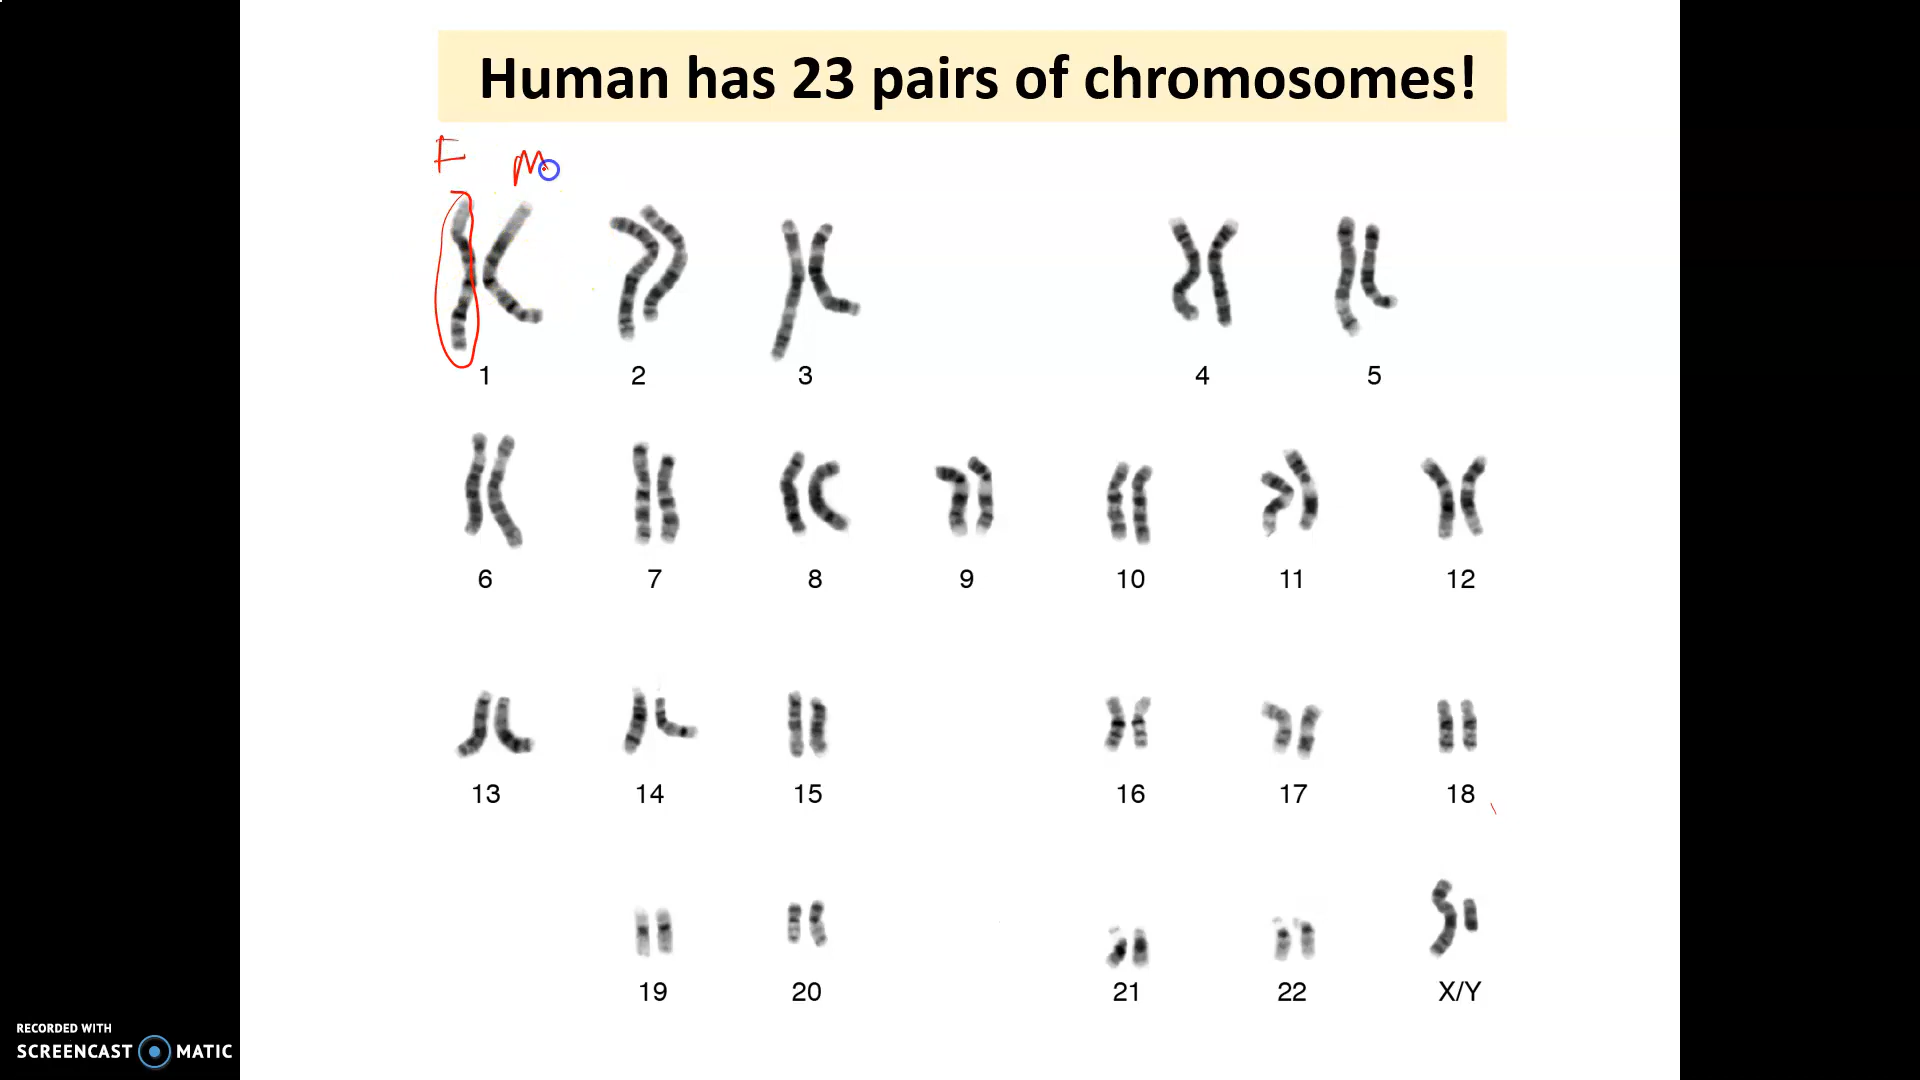 Human has 23 pairs of chromosomes!
F M
1 2 3 4 5
6 7 8 9 10 11 12
13 14 15 16 17 18
19 20 21 22 X/Y
RECORDED WITH
SCREENCAST MATIC